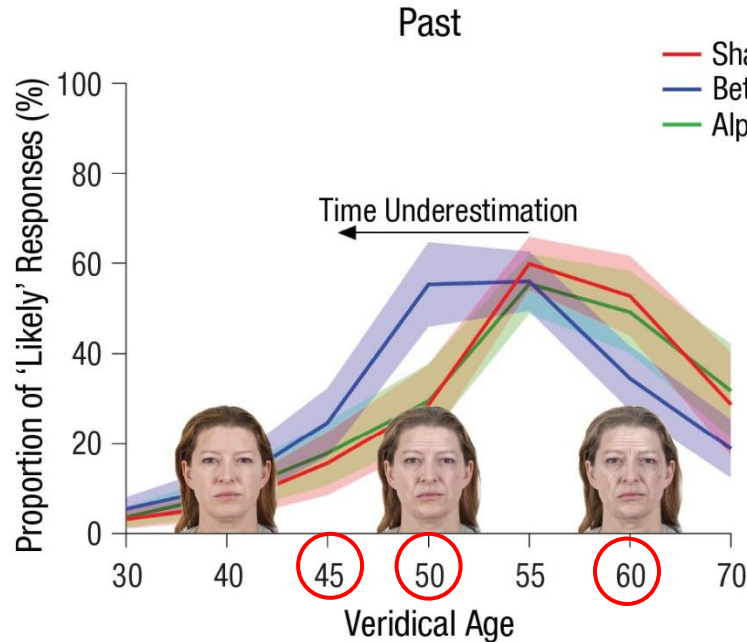 Past
Sha
Bet
Alp
100
80
60
40
20
0
Proportion of 'Likely' Responses (%)
Time Underestimation
30 40 45 50 55 60 70
Veridical Age